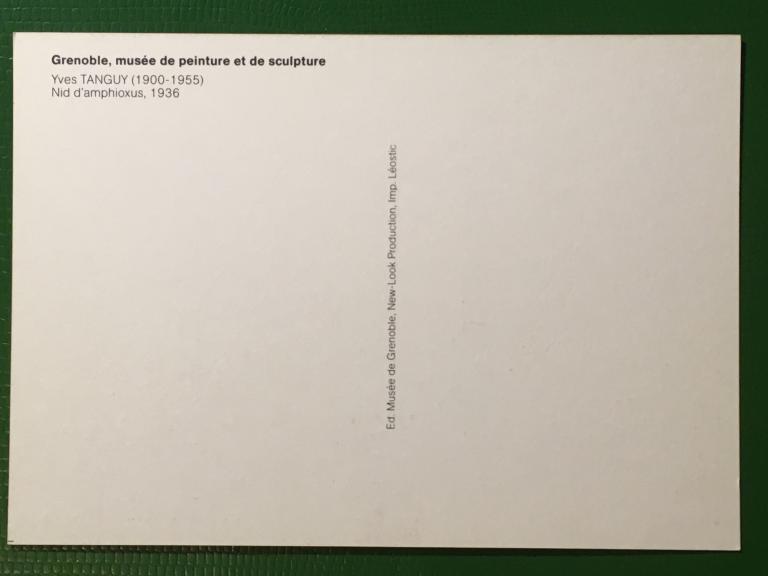 Grenoble, musée de peinture et de sculpture
Yves TANGUY (1900-1955)
Nid d'amphioxus, 1936
Ed. Musée de Grenoble, New-Look Production, Imp. Léostic